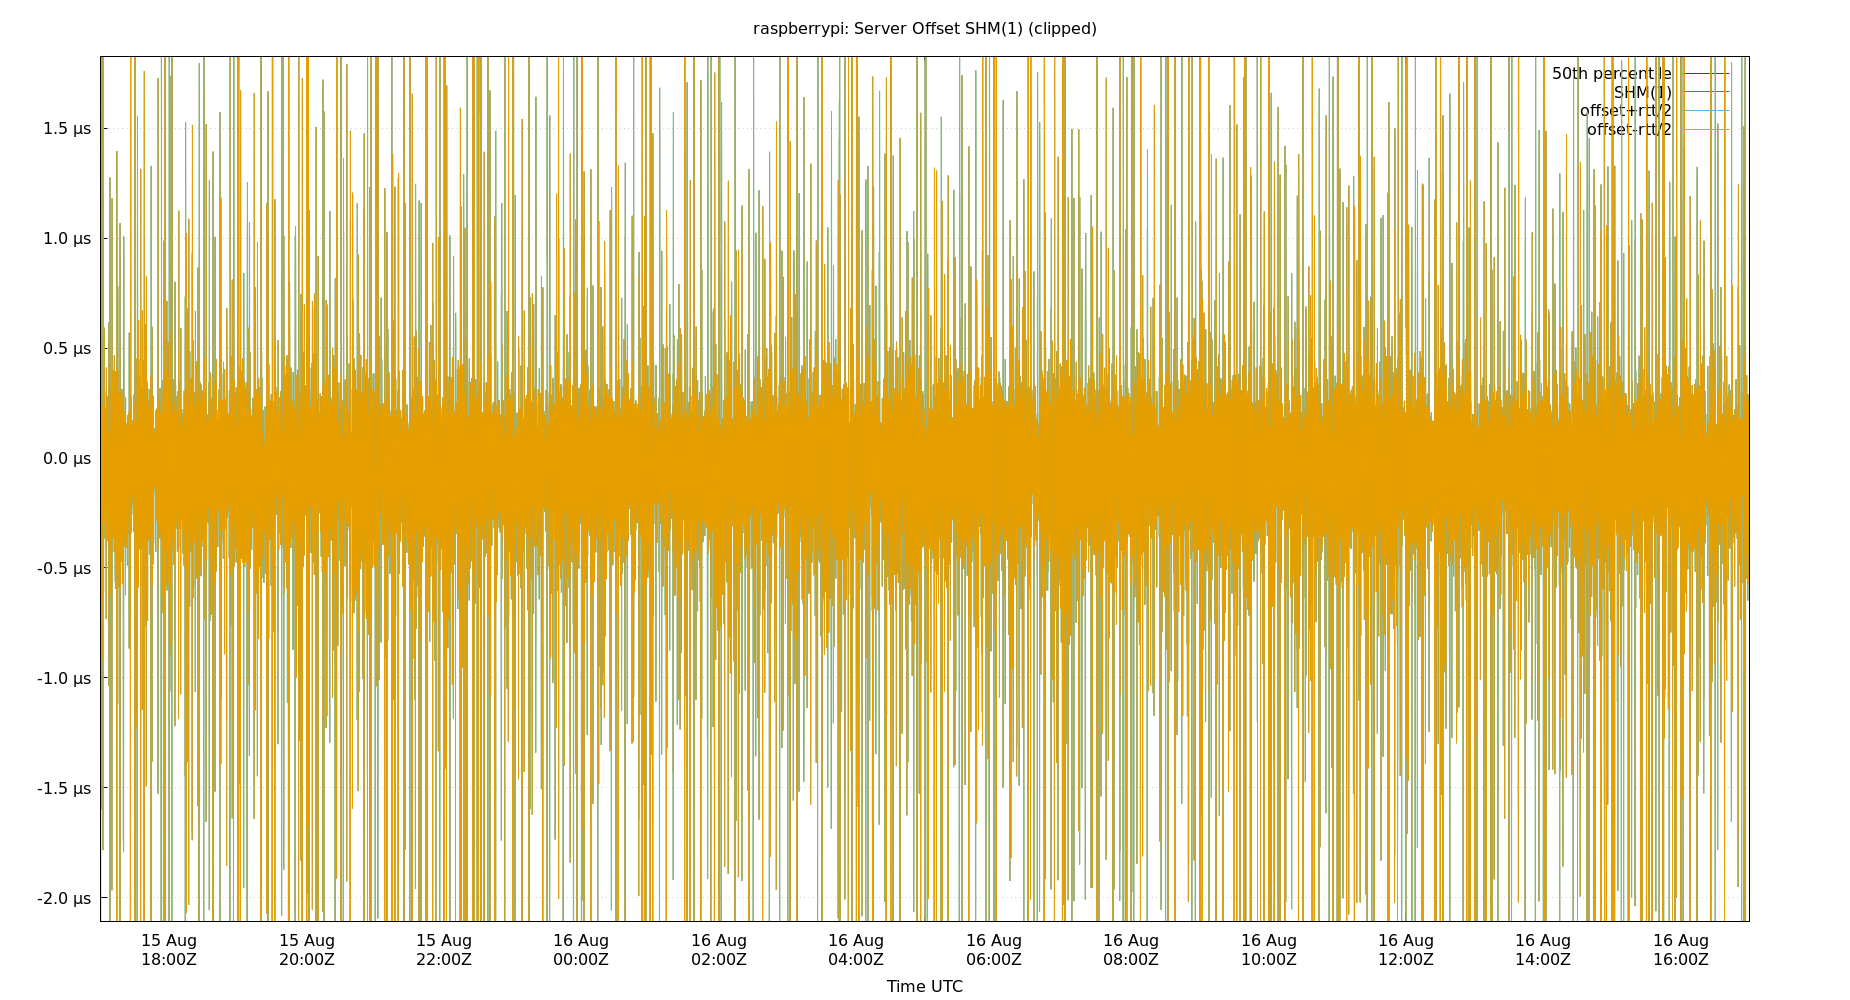 raspberrypi: Server Offset SHM(1) (clipped)
50th percentile
SHM(1)
offset+rtt/2
offset-rtt/2
1.5 µs
1.0 µs
0.5 µs
0.0 µs
-0.5 µs
-1.0 µs
-1.5 µs
-2.0 µs
15 Aug 15 Aug 15 Aug 16 Aug 16 Aug 16 Aug 16 Aug 16 Aug 16 Aug 16 Aug 16 Aug 16 Aug
18:00Z 20:00Z 22:00Z 00:00Z 02:00Z 04:00Z 06:00Z 08:00Z 10:00Z 12:00Z 14:00Z 16:00Z
Time UTC